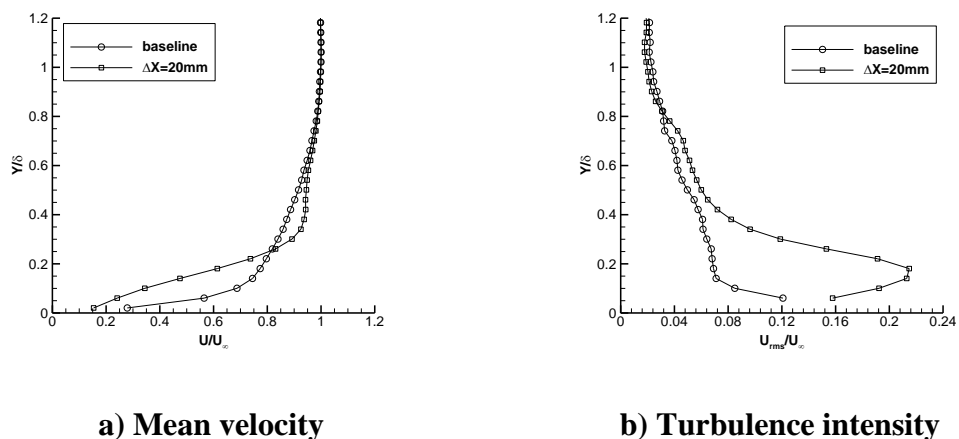 baseline
ΔX=20mm
Y/δ
1.2
1
0.8
0.6
0.4
0.2
0
0 0.2 0.4 0.6 0.8 1 1.2
U/U∞
a) Mean velocity
baseline
ΔX=20mm
Y/δ
1.2
1
0.8
0.6
0.4
0.2
0
0 0.04 0.08 0.12 0.16 0.2 0.24
Urms/U∞
b) Turbulence intensity